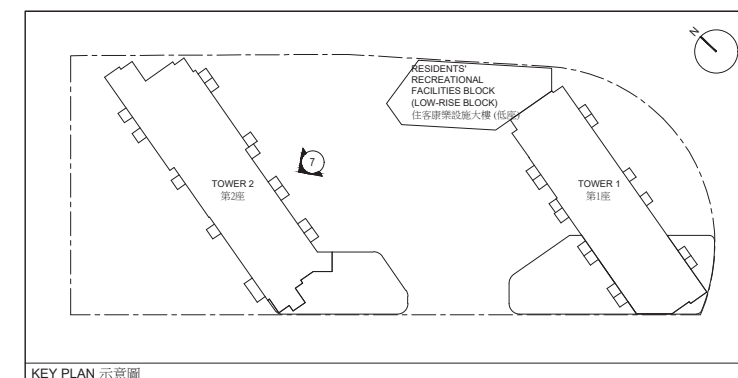 N
RESIDENTS'
RECREATIONAL
FACILITIES BLOCK
(LOW-RISE BLOCK)
住客康樂設施大樓 (低座)
7
TOWER 2
第2座
TOWER 1
第1座
KEY PLAN 示意圖